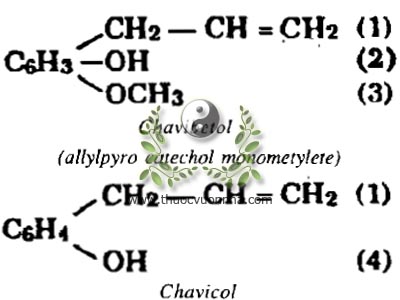 CH2 — CH = CH2 (1)
C6H3 — OH (2)
OCH3 (3)
Chavibetol
(allylpyro catechol monometylete)
CH2 — CH = CH2 (1)
www.thuocvuonnha.com
C6H4
OH (4)
Chavicol